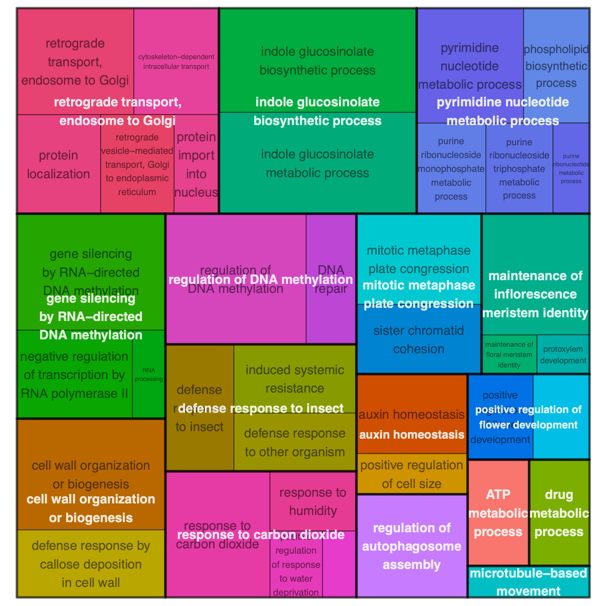 retrograde
transport,
endosome to Golgi
cytoskeleton−dependent
intracellular transport
retrograde transport,
endosome to Golgi
protein
localization
retrograde
vesicle−mediated
transport, Golgi
to endoplasmic
reticulum
protein
import
into
nucleus
indole glucosinolate
biosynthetic process
indole glucosinolate
biosynthetic process
indole glucosinolate
metabolic process
pyrimidine
nucleotide
metabolic process
phospholipid
biosynthetic
process
pyrimidine nucleotide
metabolic process
purine
ribonucleoside
monophosphate
metabolic
process
purine
ribonucleoside
triphosphate
metabolic
process
purine
ribonucleoside
metabolic
process
gene silencing
by RNA−directed
DNA methylation
gene silencing
by RNA−directed
DNA methylation
negative regulation
of transcription by
RNA polymerase II
RNA
processing
regulation of
DNA methylation
DNA
repair
regulation of DNA methylation
mitotic metaphase
plate congression
mitotic metaphase
plate congression
sister chromatid
cohesion
maintenance of
inflorescence
meristem identity
maintenance of
floral meristem
identity
protoxylem
development
defense
to insect
induced systemic
resistance
defense response to insect
defense response
to other organism
auxin homeostasis
auxin homeostasis
positive regulation
of cell size
positive
development
positive regulation of
flower development
cell wall organization
or biogenesis
cell wall organization
or biogenesis
defense response by
callose deposition
in cell wall
response to
carbon dioxide
response to
humidity
response to carbon dioxide
regulation
of response
to water
deprivation
regulation of
autophagosome
assembly
ATP
metabolic
process
drug
metabolic
process
microtubule−based
movement